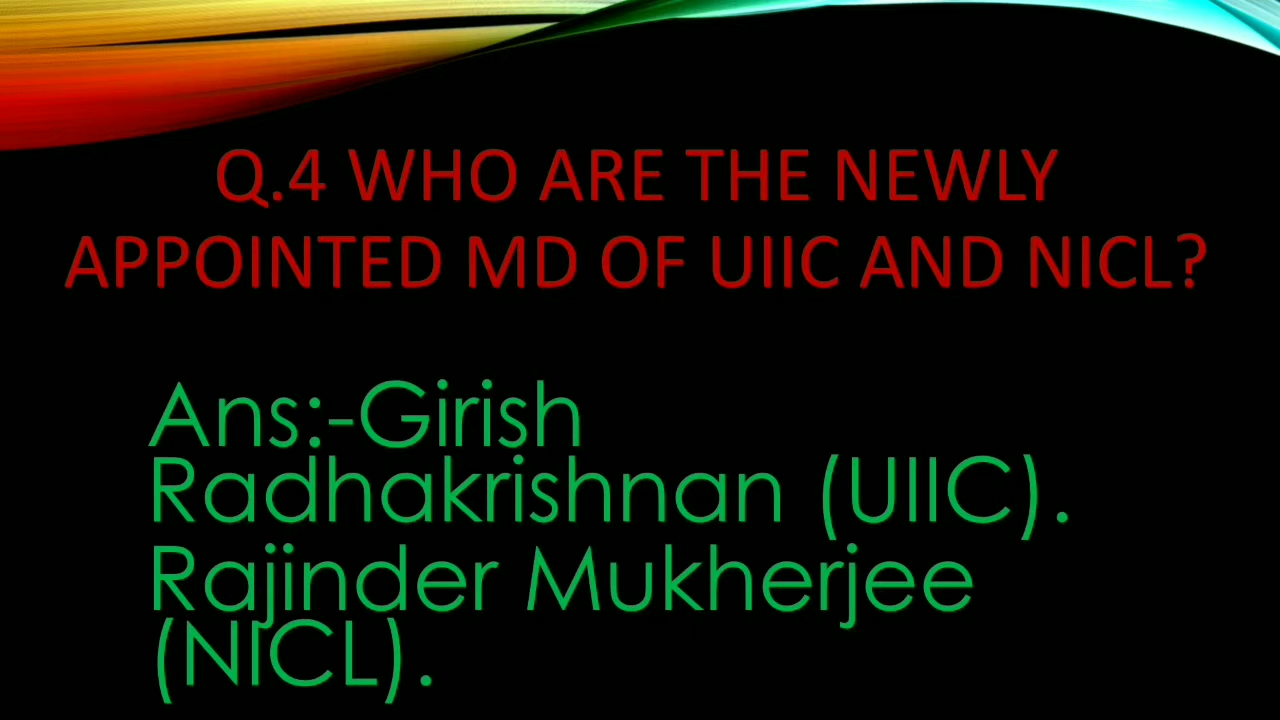 Q.4 WHO ARE THE NEWLY
APPOINTED MD OF UIIC AND NICL?
Ans:-Girish
Radhakrishnan (UIIC).
Rajinder Mukherjee
(NICL).